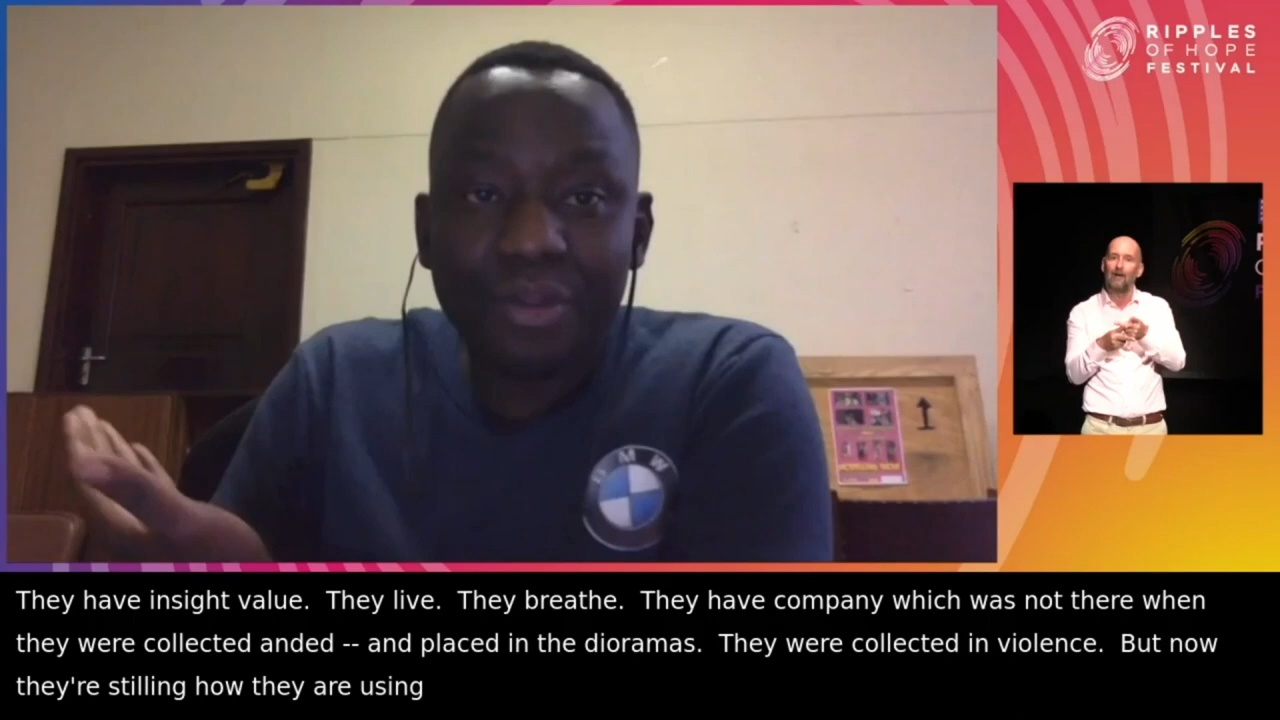 RIPPLES
OF HOPE
FESTIVAL
BMW
They have insight value.  They live.  They breathe.  They have company which was not there when
they were collected anded -- and placed in the dioramas.  They were collected in violence.  But now
they're stilling how they are using